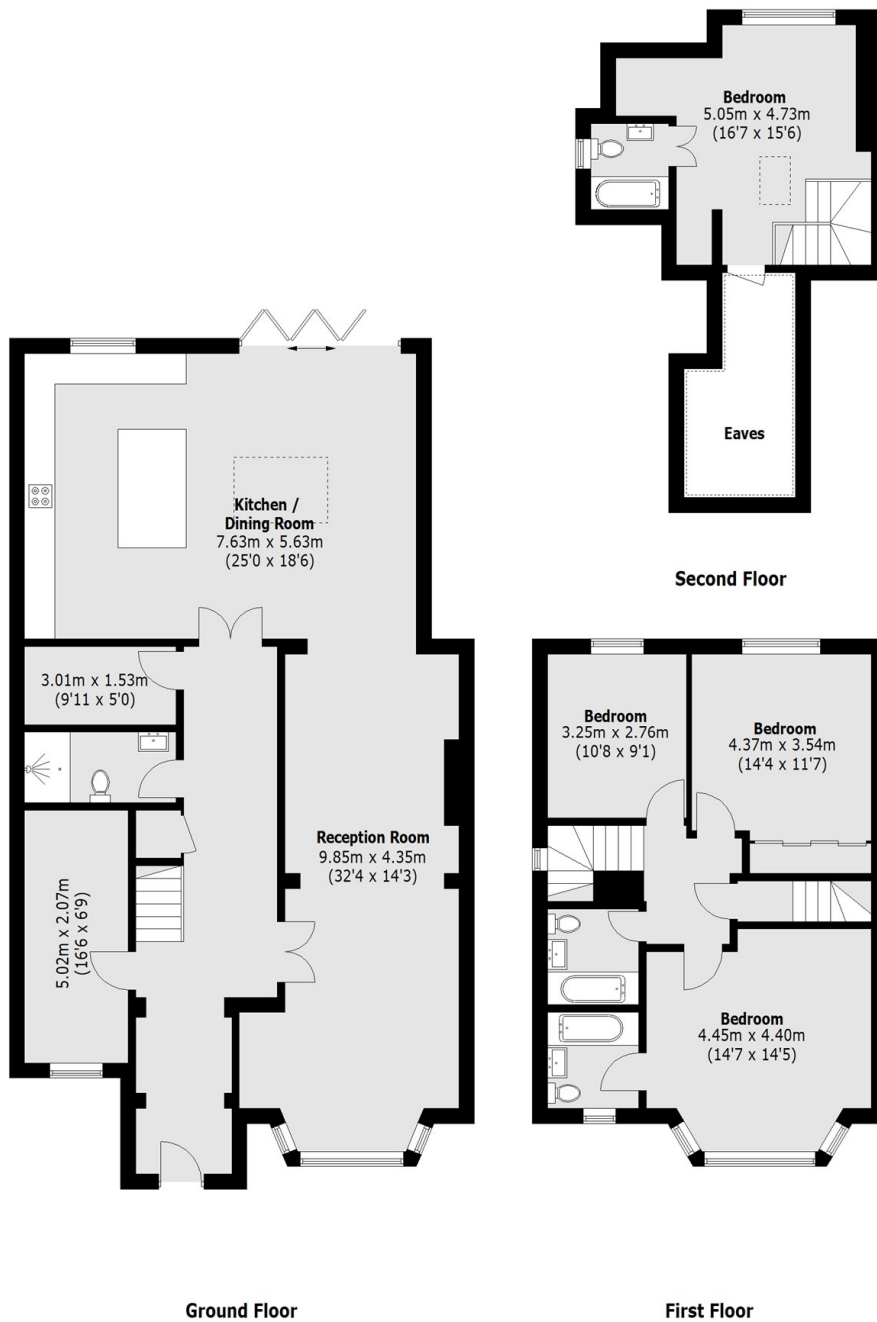 Bedroom
5.05m x 4.73m
(16'7 x 15'6)
Eaves
Second Floor
Kitchen /
Dining Room
7.63m x 5.63m
(25'0 x 18'6)
3.01m x 1.53m
(9'11 x 5'0)
Reception Room
9.85m x 4.35m
(32'4 x 14'3)
5.02m x 2.07m
(16'6 x 6'9)
Ground Floor
Bedroom
3.25m x 2.76m
(10'8 x 9'1)
Bedroom
4.37m x 3.54m
(14'4 x 11'7)
Bedroom
4.45m x 4.40m
(14'7 x 14'5)
First Floor